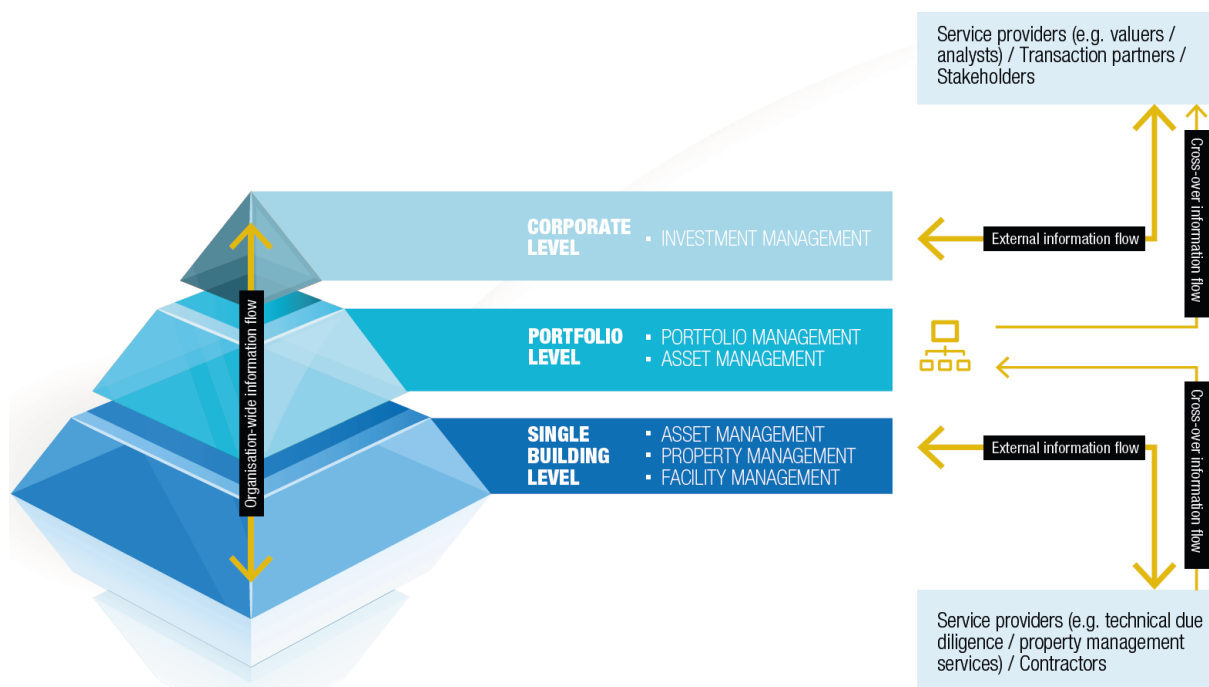 Service providers (e.g. valuers /
analysts) / Transaction partners /
Stakeholders
Cross-over information flow
CORPORATE
LEVEL
▪ INVESTMENT MANAGEMENT
External information flow
Organisation-wide information flow
PORTFOLIO
LEVEL
▪ PORTFOLIO MANAGEMENT
▪ ASSET MANAGEMENT
SINGLE
BUILDING
LEVEL
▪ ASSET MANAGEMENT
▪ PROPERTY MANAGEMENT
▪ FACILITY MANAGEMENT
External information flow
Cross-over information flow
Service providers (e.g. technical due
diligence / property management
services) / Contractors